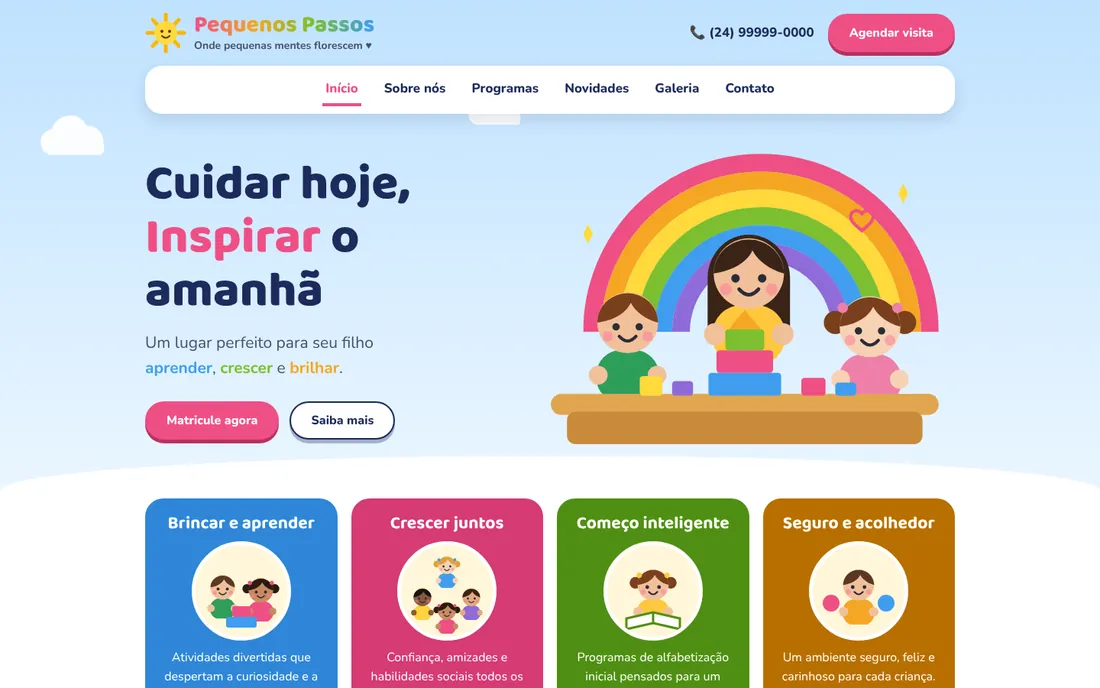 Pequenos Passos
Onde pequenas mentes florescem ♥
📞 (24) 99999-0000
Agendar visita
Início Sobre nós Programas Novidades Galeria Contato
Cuidar hoje,
Inspirar o
amanhã
Um lugar perfeito para seu filho
aprender, crescer e brilhar.
Matricule agora
Saiba mais
Brincar e aprender
Atividades divertidas que
despertam a curiosidade e a
Crescer juntos
Confiança, amizades e
habilidades sociais todos os
Começo inteligente
Programas de alfabetização
inicial pensados para um
Seguro e acolhedor
Um ambiente seguro, feliz e
carinhoso para cada criança.